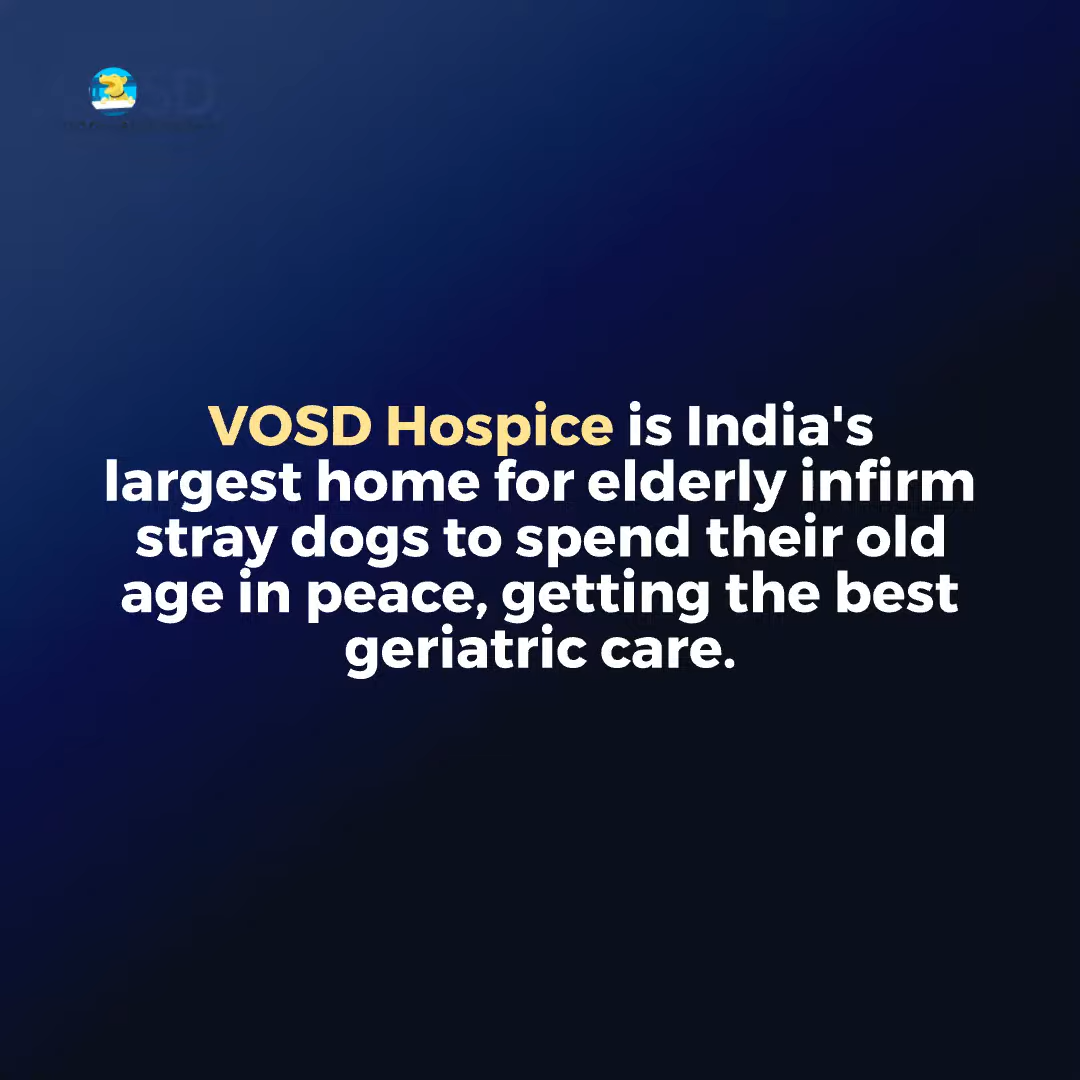 VOSD Hospice is India's
largest home for elderly infirm
stray dogs to spend their old
age in peace, getting the best
geriatric care.